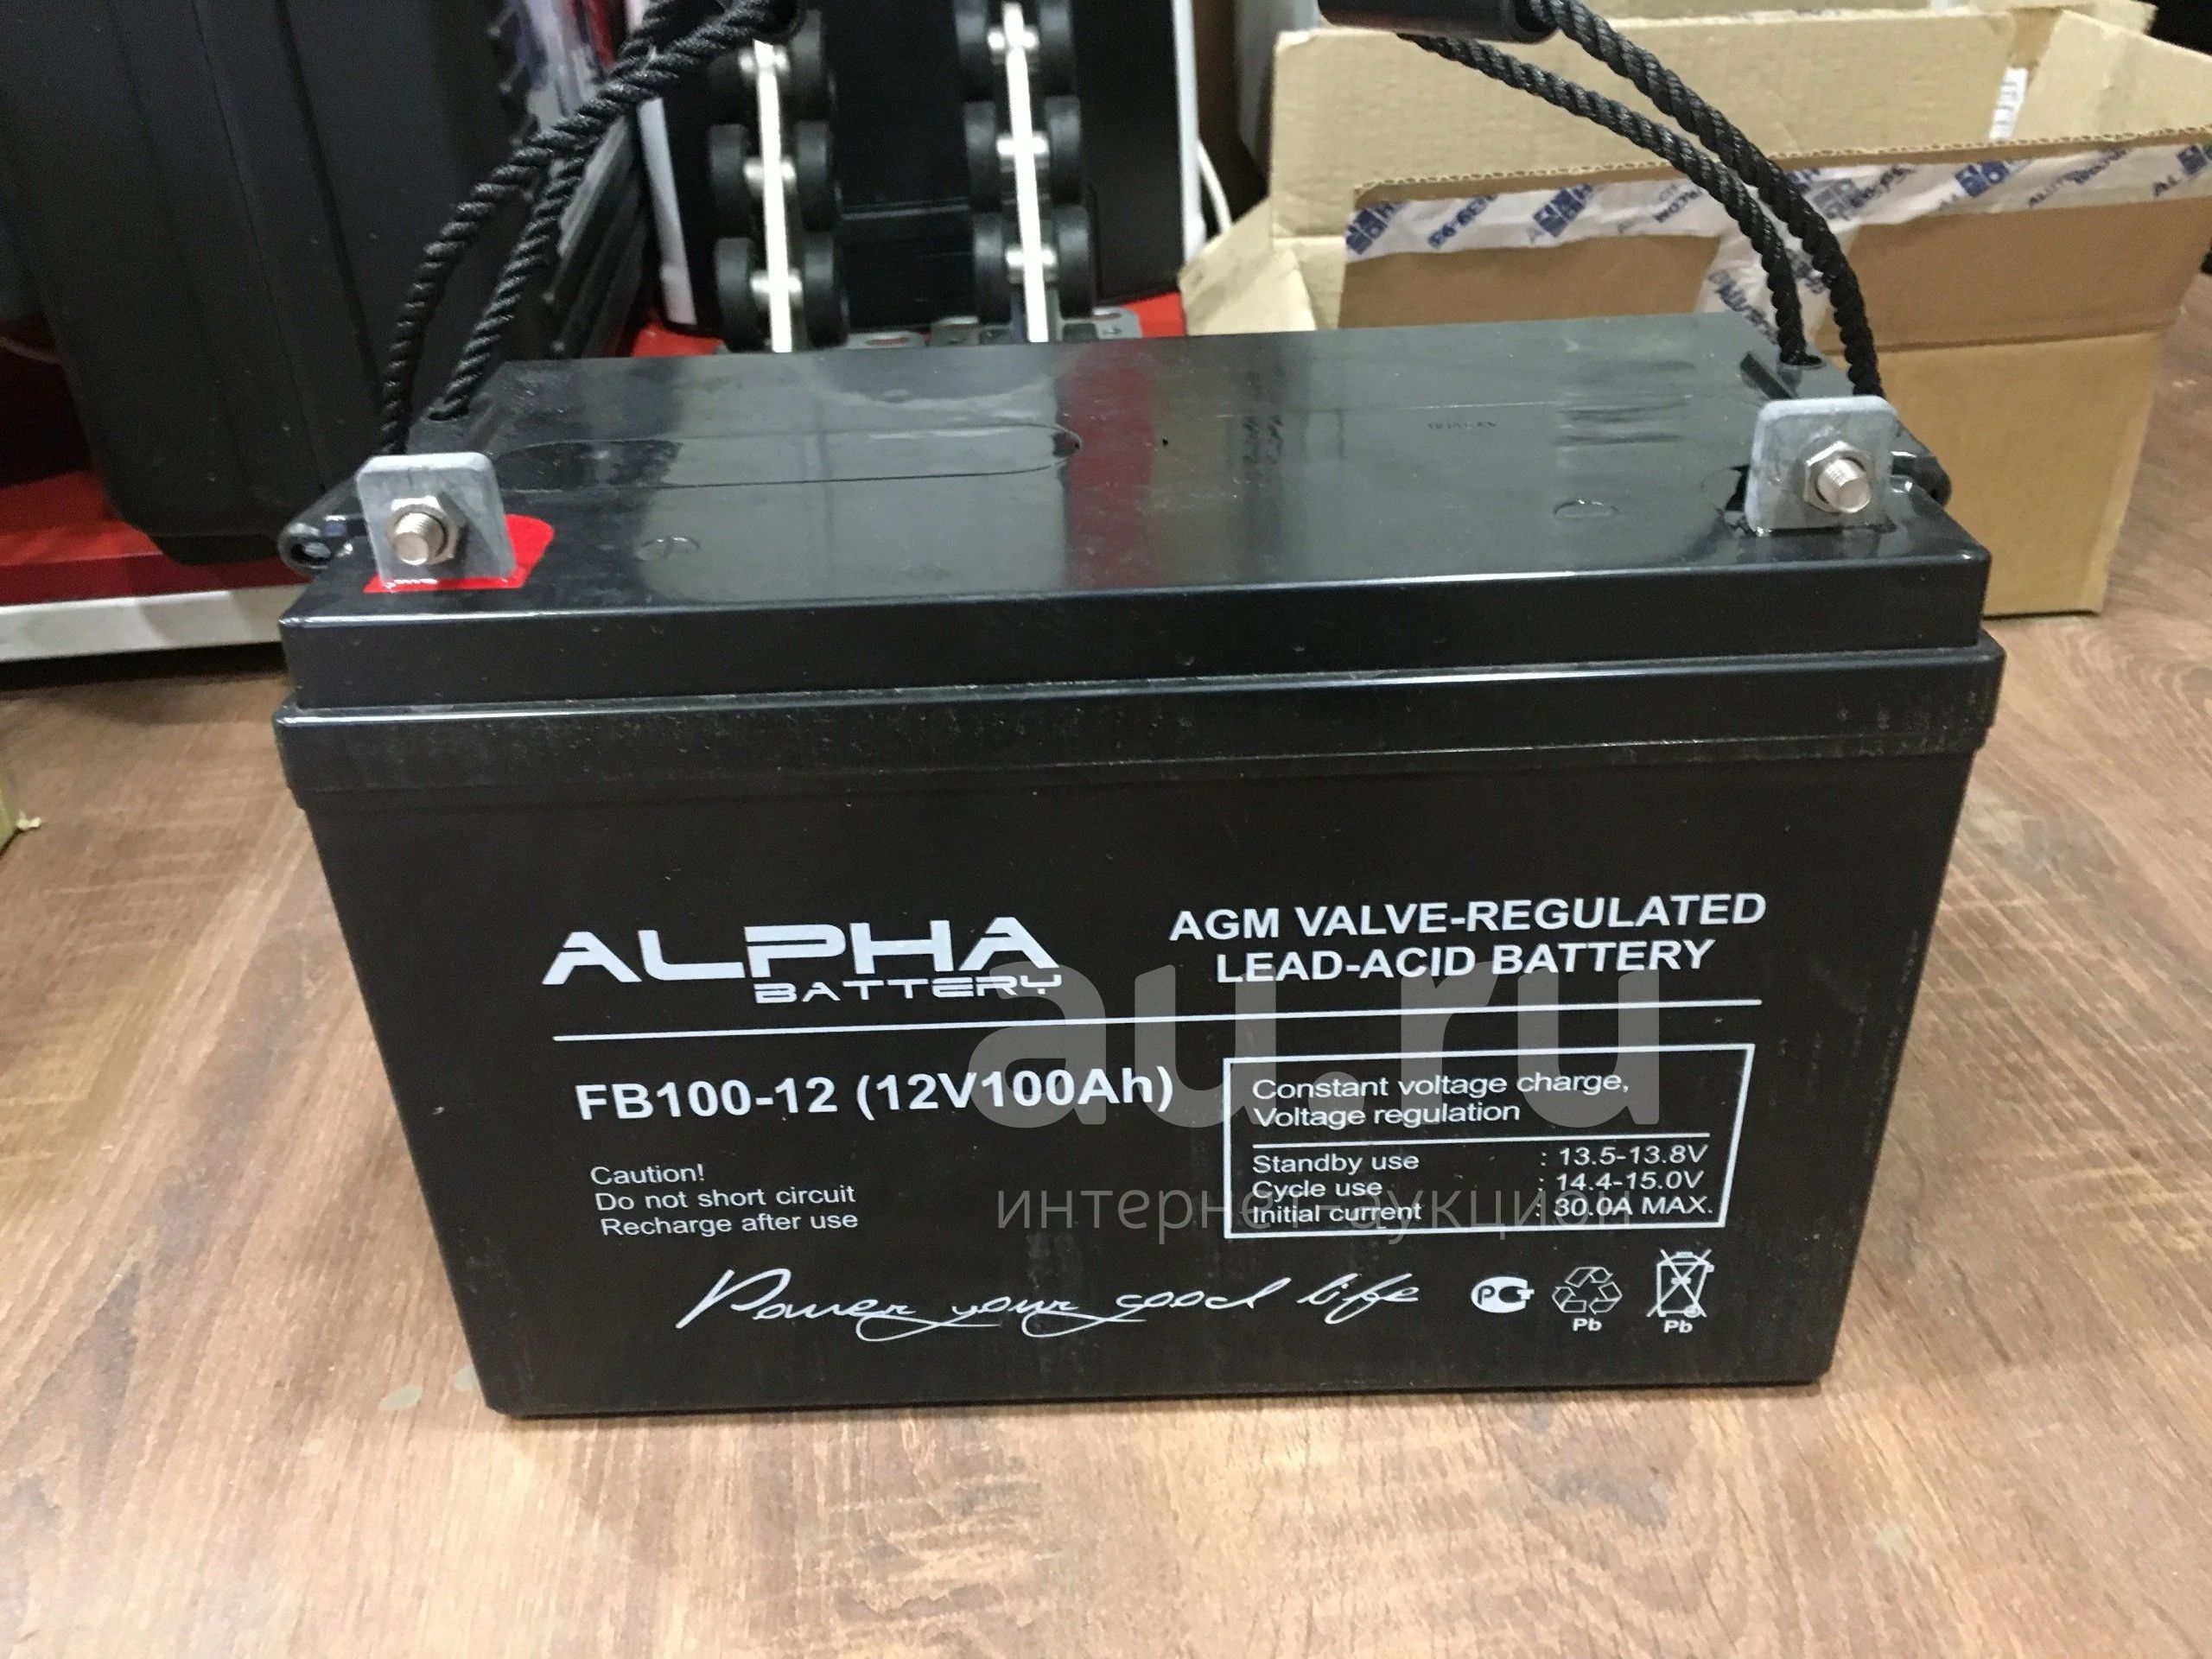 ALPHA
BATTERY
AGM VALVE-REGULATED
LEAD-ACID BATTERY
FB100-12 (12V100Ah)
Constant voltage charge,
Voltage regulation
Standby use : 13.5-13.8V
Cycle use : 14.4-15.0V
Initial current : 30.0A MAX.
Caution!
Do not short circuit
Recharge after use
Power your good life
РСТ
Pb
Pb
au.ru
интернет-аукцион